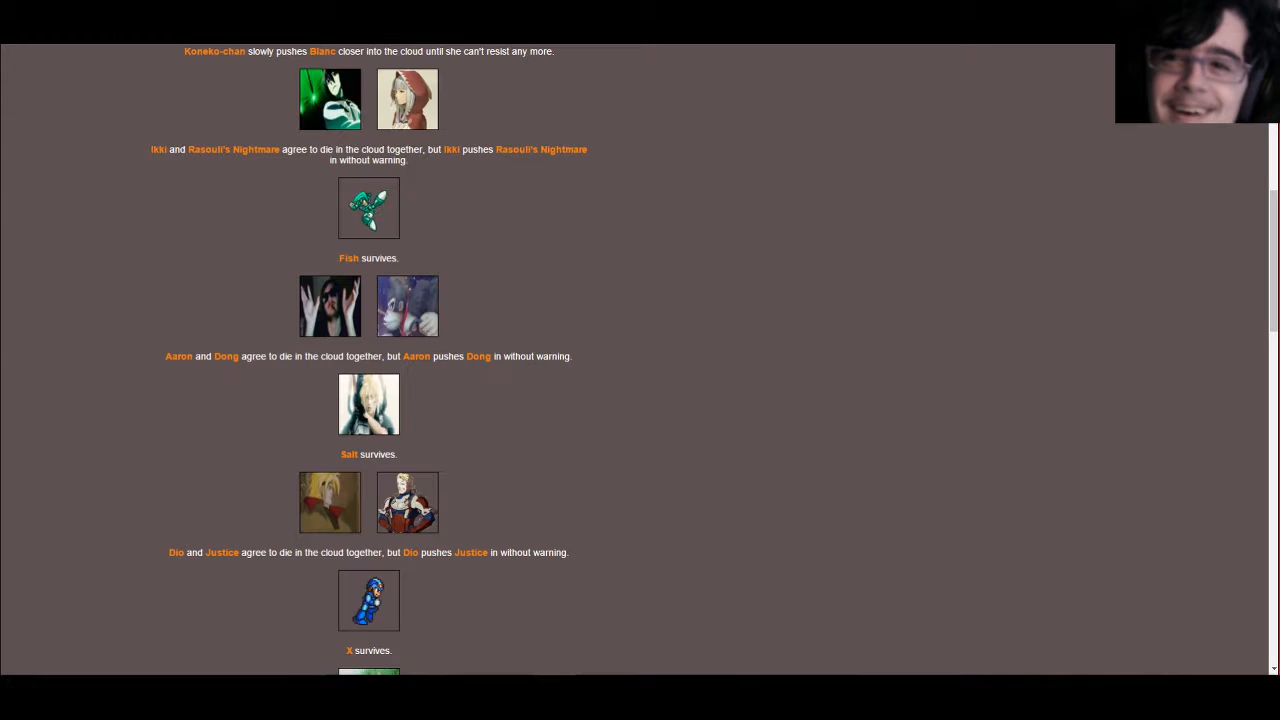 Koneko-chan slowly pushes Blanc closer into the cloud until she can't resist any more.
Ikki and Rasouli's Nightmare agree to die in the cloud together, but Ikki pushes Rasouli's Nightmare
in without warning.
Fish survives.
Aaron and Dong agree to die in the cloud together, but Aaron pushes Dong in without warning.
Salt survives.
Dio and Justice agree to die in the cloud together, but Dio pushes Justice in without warning.
X survives.